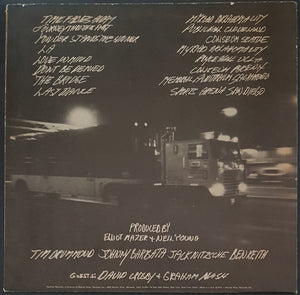 TIME FADES AWAY
JOURNEY THRU THE PAST
YONDER STANDS THE SINNER
L.A.
LOVE IN MIND
DON'T BE DENIED
THE BRIDGE
LAST DANCE
MYRIAD OKLAHOMA CITY
PUBLIC HALL CLEVELAND
COLISEUM SEATTLE
MYRIAD OKLAHOMA CITY
ROYCE HALL UCLA
COLISEUM PHOENIX
MEMORIAL AUDITORIUM SACRAMENTO
SPORTS ARENA SAN DIEGO
PRODUCED BY
ELLIOT MAZER & NEIL YOUNG
TIM DRUMMOND JOHNNY BARBATA JACK NITZSCHE BEN KEITH
GUESTS: DAVID CROSBY & GRAHAM NASH